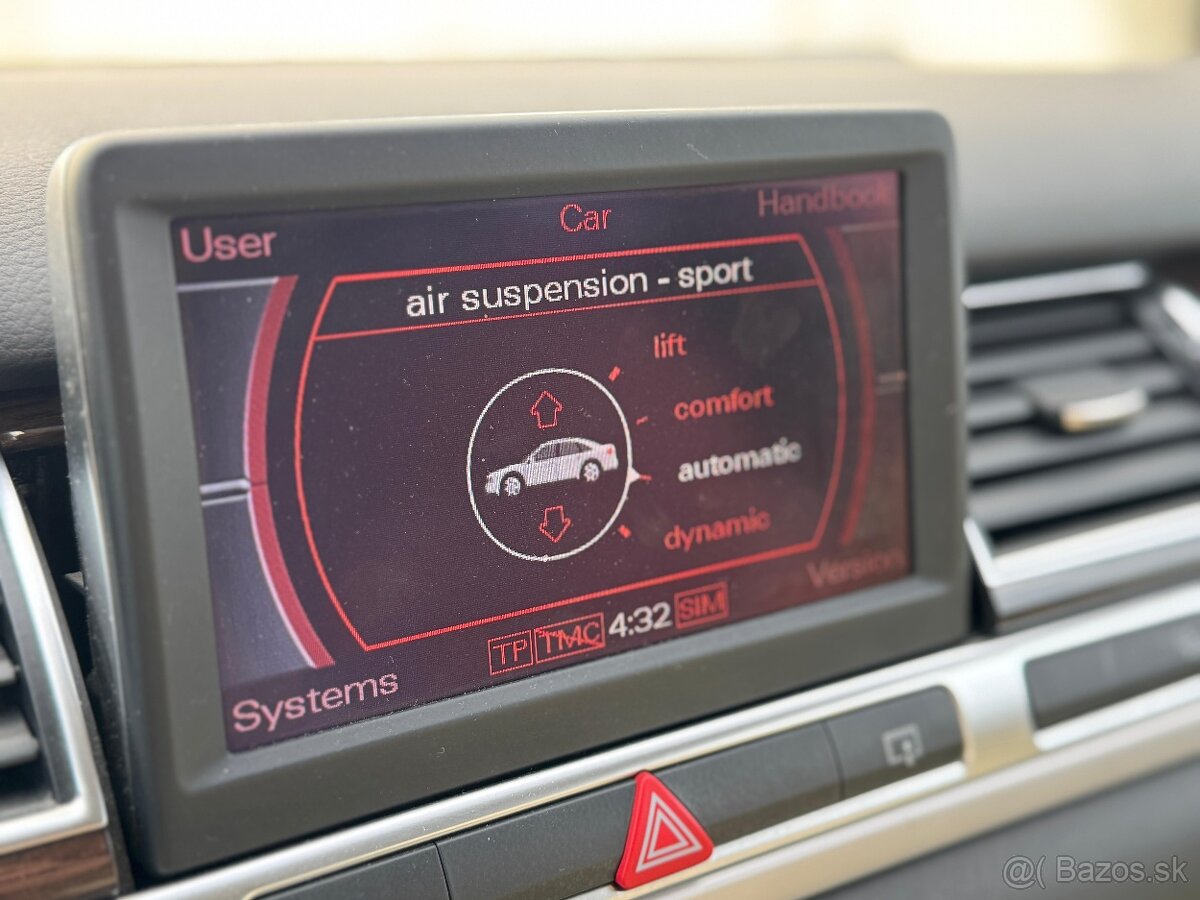 Car
User
Handbook
air suspension - sport
lift
comfort
automatic
dynamic
Version
TP TMC 4:32 SIM
Systems
@( Bazos.sk